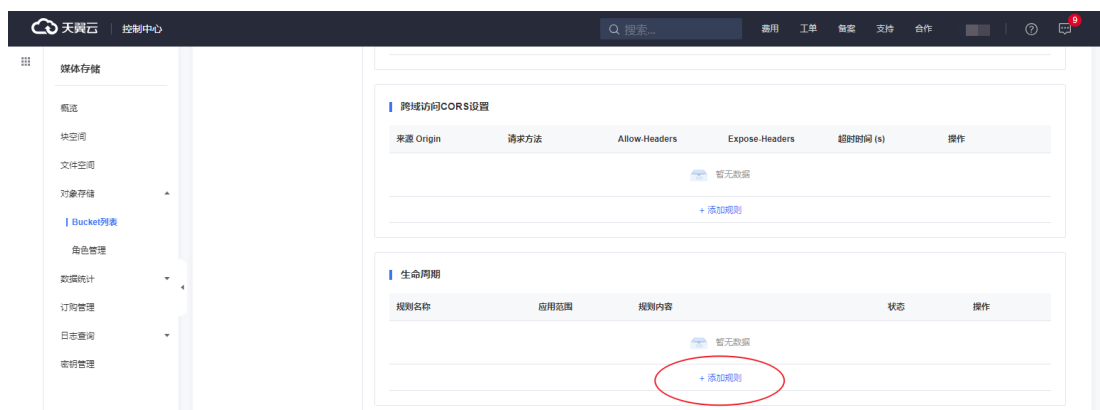 天翼云 控制中心 搜索... 费用 工单 备案 支持 合作 9
媒体存储
概览
块空间
文件空间
对象存储
Bucket列表
角色管理
数据统计
订购管理
日志查询
密钥管理
跨域访问CORS设置
来源 Origin 请求方法 Allow-Headers Expose-Headers 超时时间 (s) 操作
暂无数据
+ 添加规则
生命周期
规则名称 应用范围 规则内容 状态 操作
暂无数据
+ 添加规则